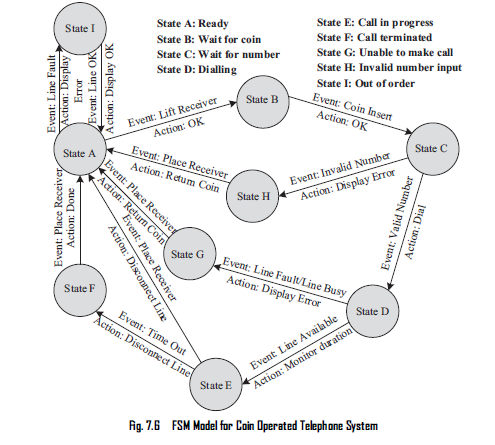 State I
State A: Ready
State B: Wait for coin
State C: Wait for number
State D: Dialling
State E: Call in progress
State F: Call terminated
State G: Unable to make call
State H: Invalid number input
State I: Out of order
Event: Line Fault
Action: Display
Error
Event: Line OK
Action: Display OK
Event: Lift Receiver
Action: OK
State B
Event: Coin Insert
Action: OK
State A
Event: Place Receiver
Action: Return Coin
State H
Event: Invalid Number
Action: Display Error
State C
Event: Place Receiver
Action: Return Coin
Event: Place Receiver
Action: Disconnect Line
Event: Place Receiver
Action: Done
State G
Event: Valid Number
Action: Dial
Event: Line Fault/Line Busy
Action: Display Error
State F
State D
Event: Time Out
Action: Disconnect Line
Event: Line Available
Action: Monitor duration
State E
Fig. 7.6 FSM Model for Coin Operated Telephone System